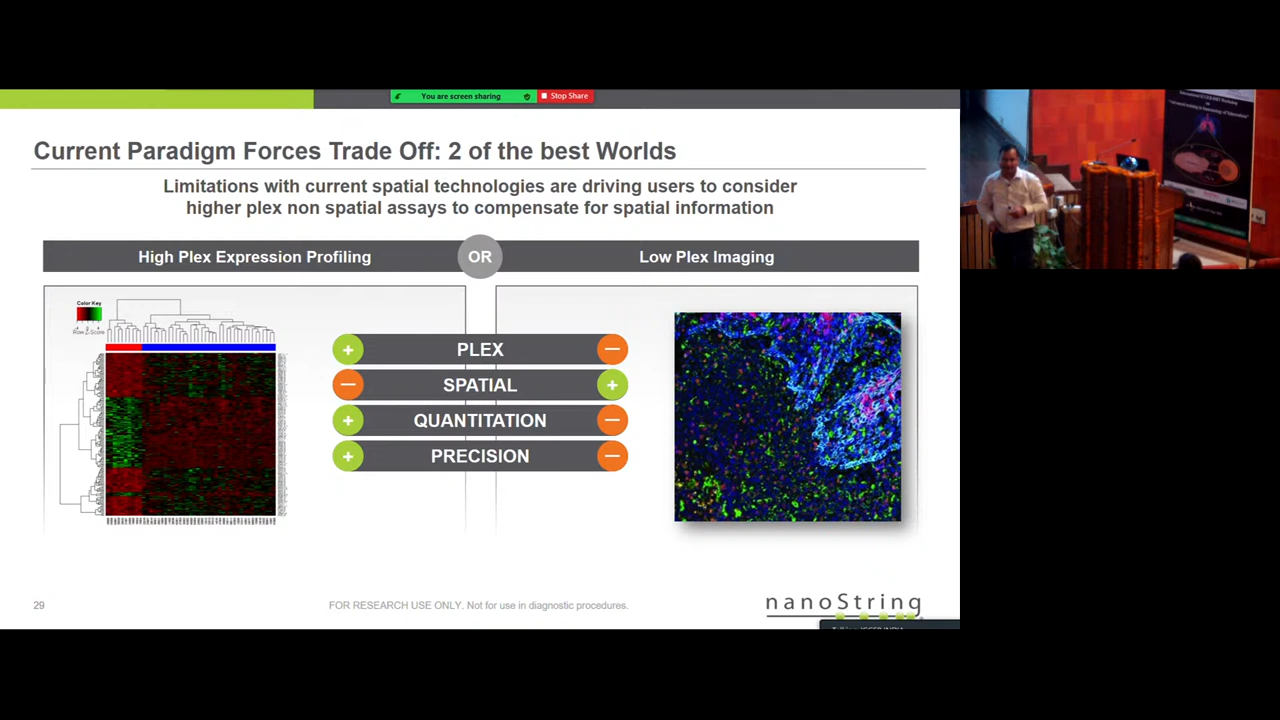 You are screen sharing
Stop Share
Current Paradigm Forces Trade Off: 2 of the best Worlds
Limitations with current spatial technologies are driving users to consider
higher plex non spatial assays to compensate for spatial information
High Plex Expression Profiling
OR
Low Plex Imaging
Color Key
PLEX
SPATIAL
QUANTITATION
PRECISION
29
FOR RESEARCH USE ONLY. Not for use in diagnostic procedures.
nanoString